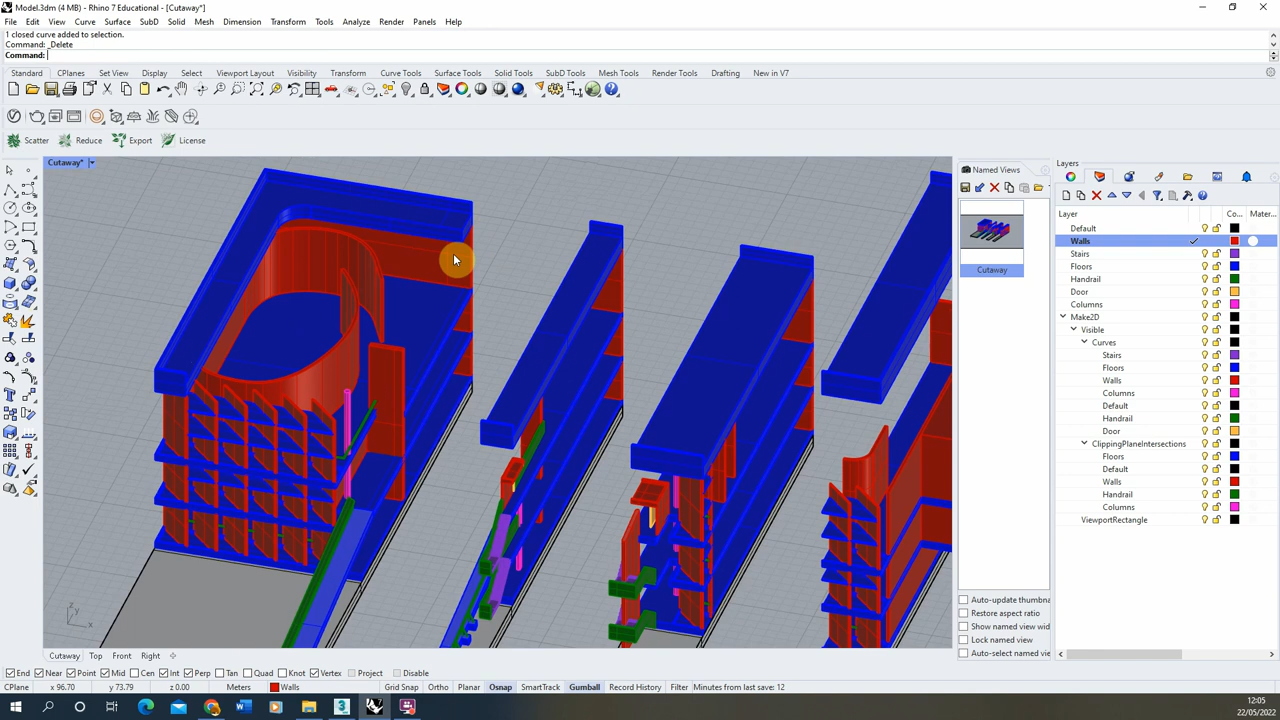 Model.3dm (4 MB) - Rhino 7 Educational - [Cutaway*]
File Edit View Curve Surface SubD Solid Mesh Dimension Transform Tools Analyze Render Panels Help
1 closed curve added to selection.
Command: _Delete
Command:
Standard CPlanes Set View Display Select Viewport Layout Visibility Transform Curve Tools Surface Tools Solid Tools SubD Tools Mesh Tools Render Tools Drafting New in V7
Scatter Reduce Export License
Cutaway*
Named Views
Cutaway
Auto-update thumbna
Restore aspect ratio
Show named view wid
Lock named view
Auto-select named vie
Layers
Layer Co... Mater...
Default
Walls
Stairs
Floors
Handrail
Door
Columns
Make2D
Visible
Curves
Stairs
Floors
Walls
Columns
Default
Handrail
Door
ClippingPlaneIntersections
Floors
Default
Walls
Handrail
Columns
ViewportRectangle
z y
x
Cutaway Top Front Right
End Near Point Mid Cen Int Perp Tan Quad Knot Vertex Project Disable
CPlane x 96.70 y 73.79 z 0.00 Meters Walls Grid Snap Ortho Planar Osnap SmartTrack Gumball Record History Filter Minutes from last save: 12
12:05
22/05/2022